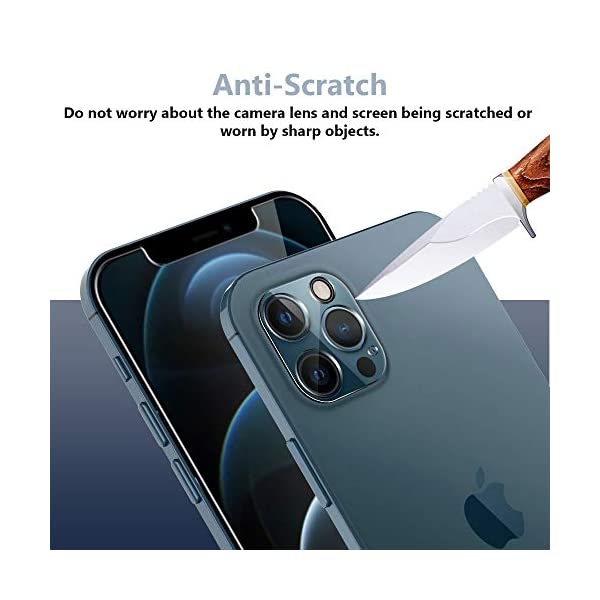 Anti-Scratch
Do not worry about the camera lens and screen being scratched or
worn by sharp objects.